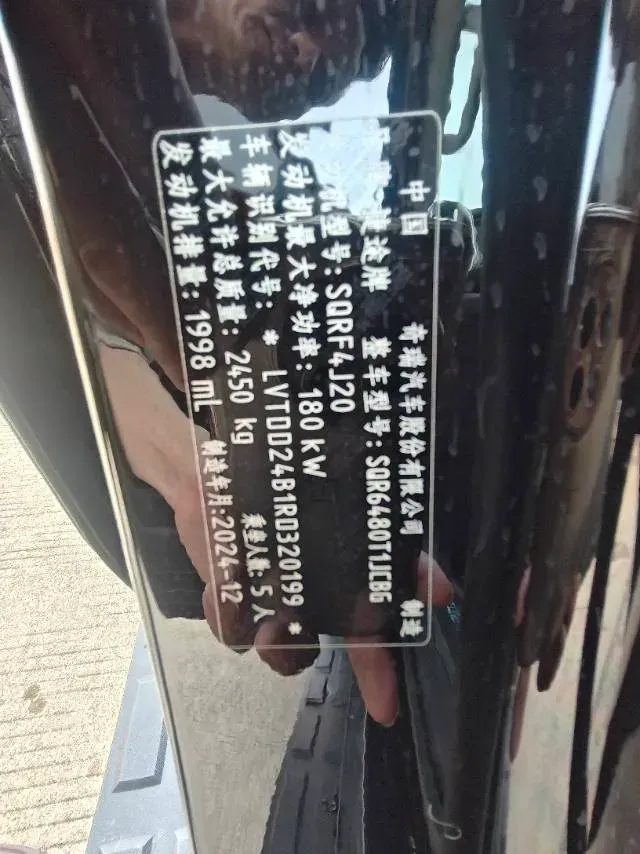 中国 奇瑞汽车股份有限公司 制造
捷途牌 整车型号:SQR6480T1JCBG
机型号:SQRF4J20
发动机最大净功率:180 kW
车辆识别代号: * LVTDD24B1RD320199 *
最大允许总质量:2450 kg 乘坐人数:5人
发动机排量:1998 mL 制造年月:2024-12